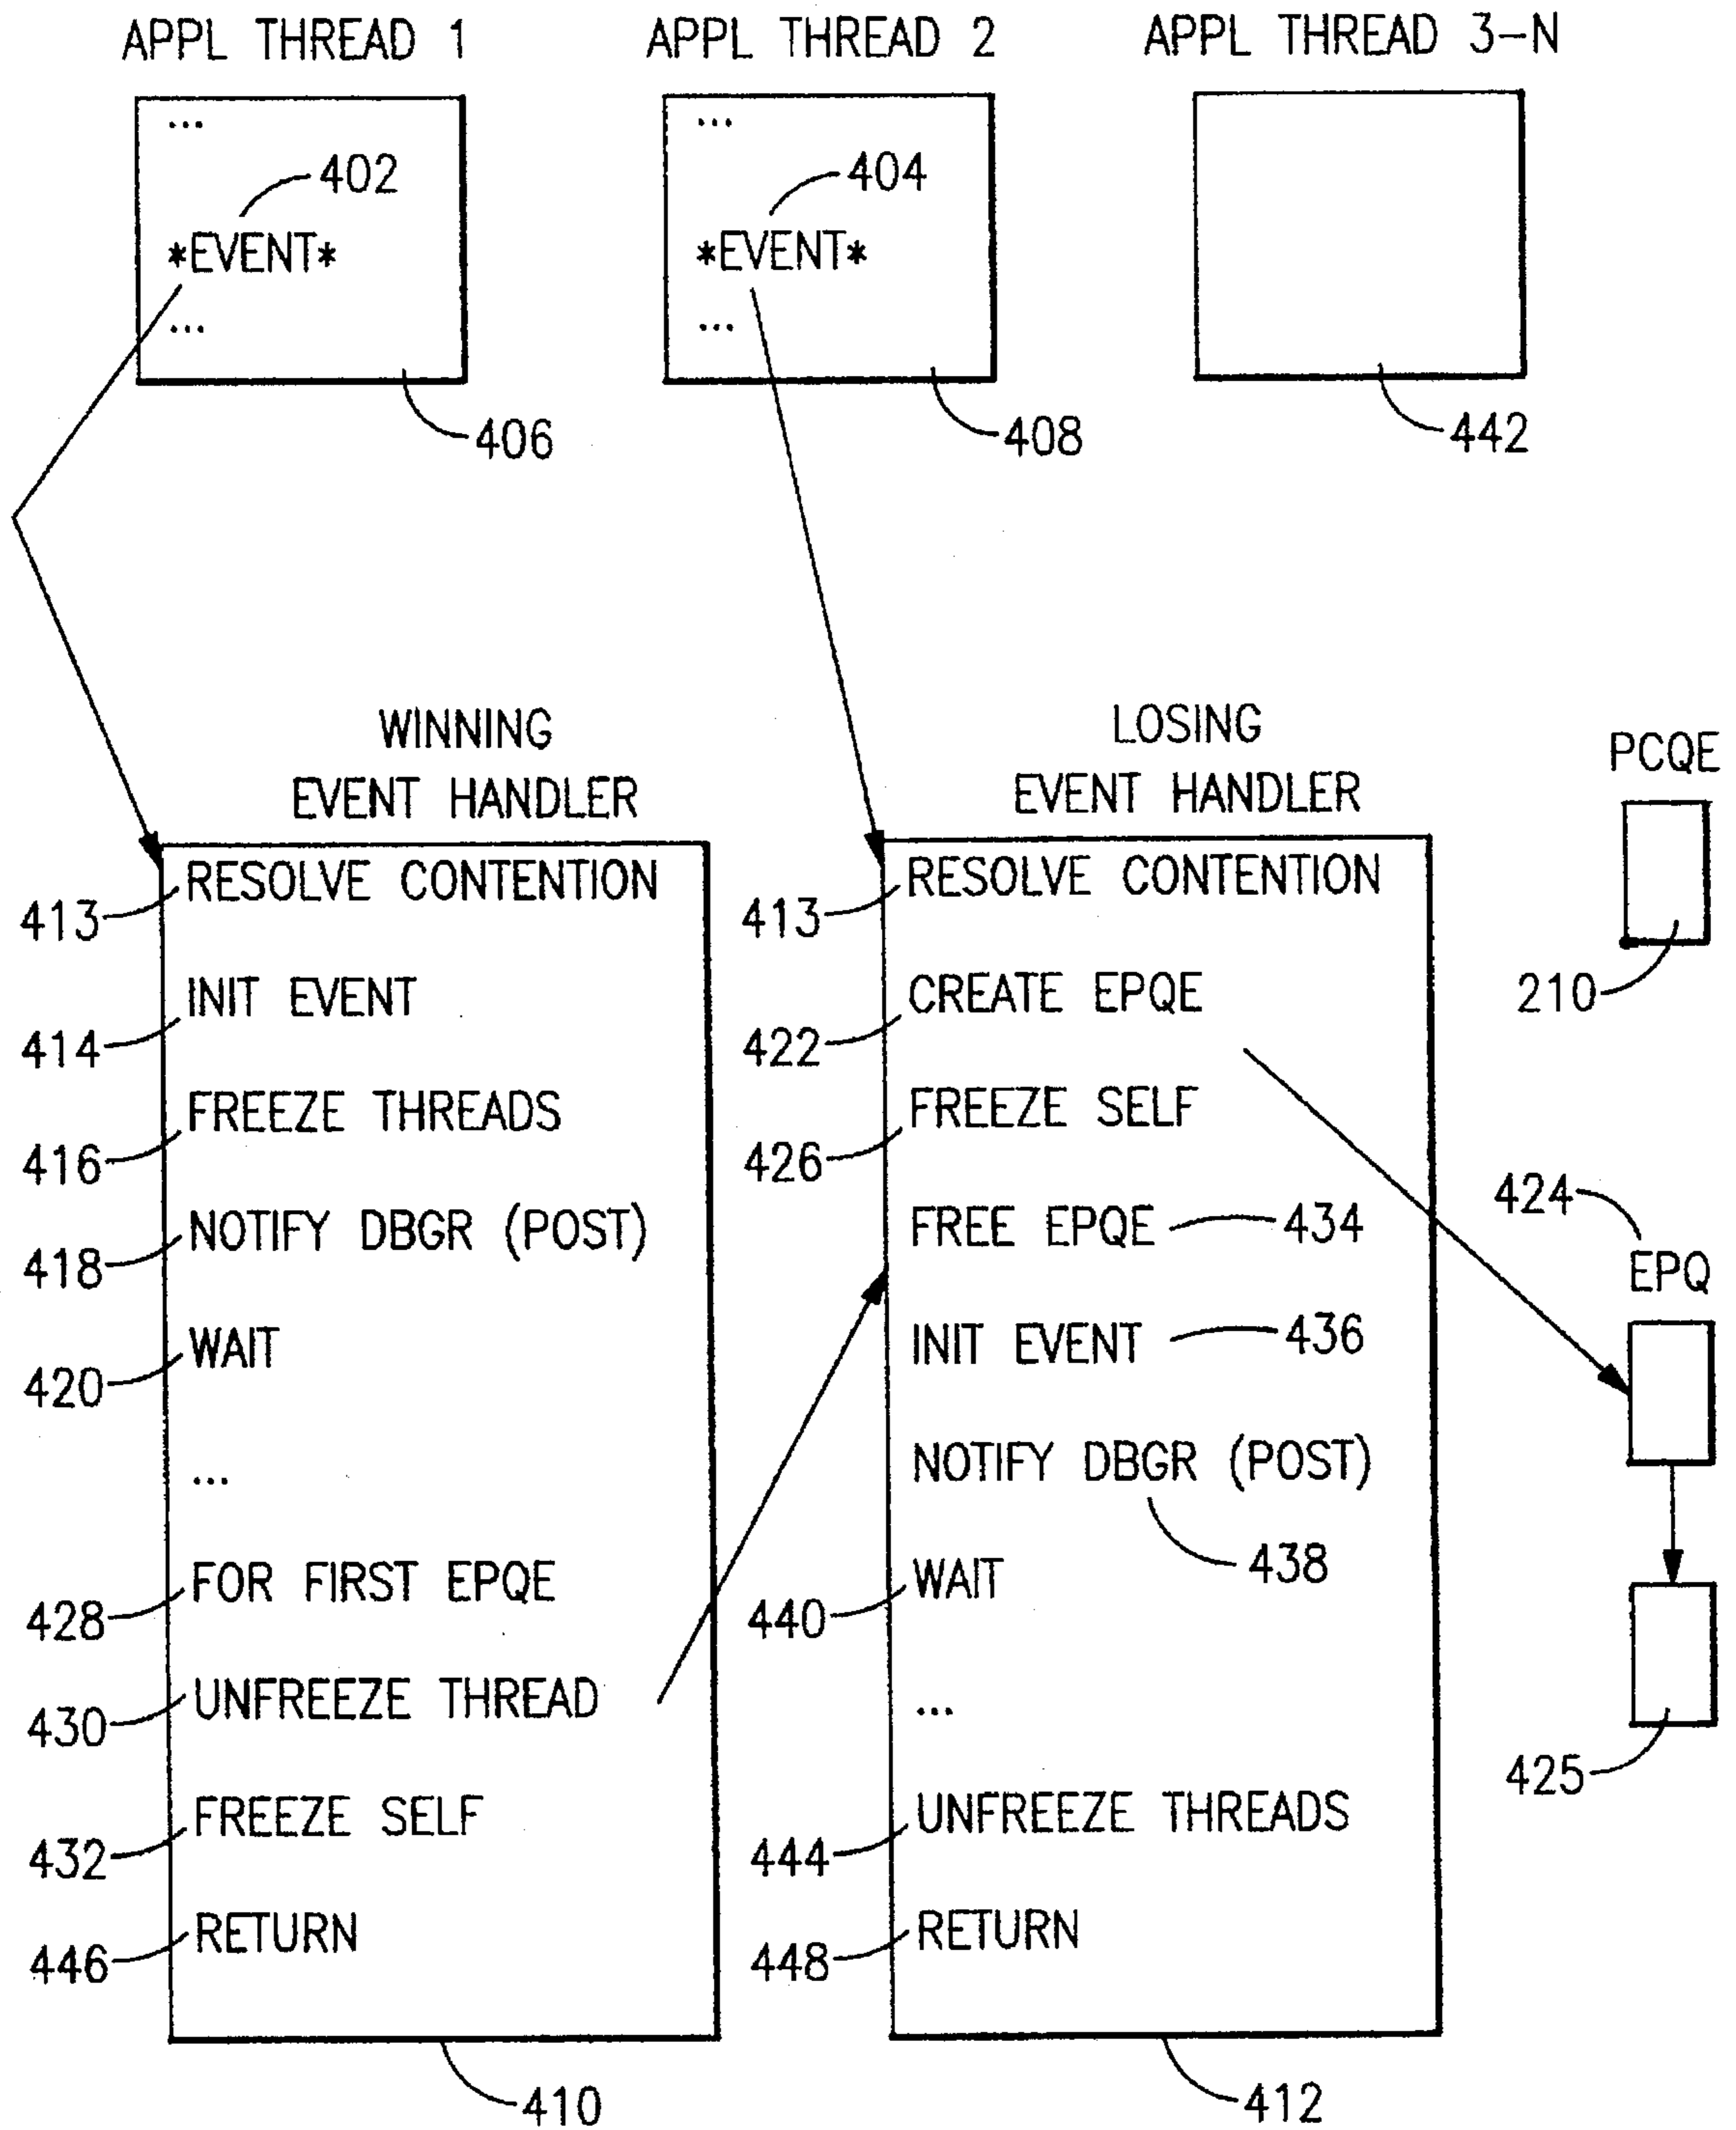 APPL THREAD 1
...
402
*EVENT*
...
406
APPL THREAD 2
...
404
*EVENT*
...
408
APPL THREAD 3-N
442
WINNING
EVENT HANDLER
413 RESOLVE CONTENTION
414 INIT EVENT
416 FREEZE THREADS
418 NOTIFY DBGR (POST)
420 WAIT
...
428 FOR FIRST EPQE
430 UNFREEZE THREAD
432 FREEZE SELF
446 RETURN
410
LOSING
EVENT HANDLER
413 RESOLVE CONTENTION
422 CREATE EPQE
426 FREEZE SELF
FREE EPQE 434
INIT EVENT 436
NOTIFY DBGR (POST)
438
440 WAIT
...
444 UNFREEZE THREADS
448 RETURN
412
PCQE
210
424
EPQ
425